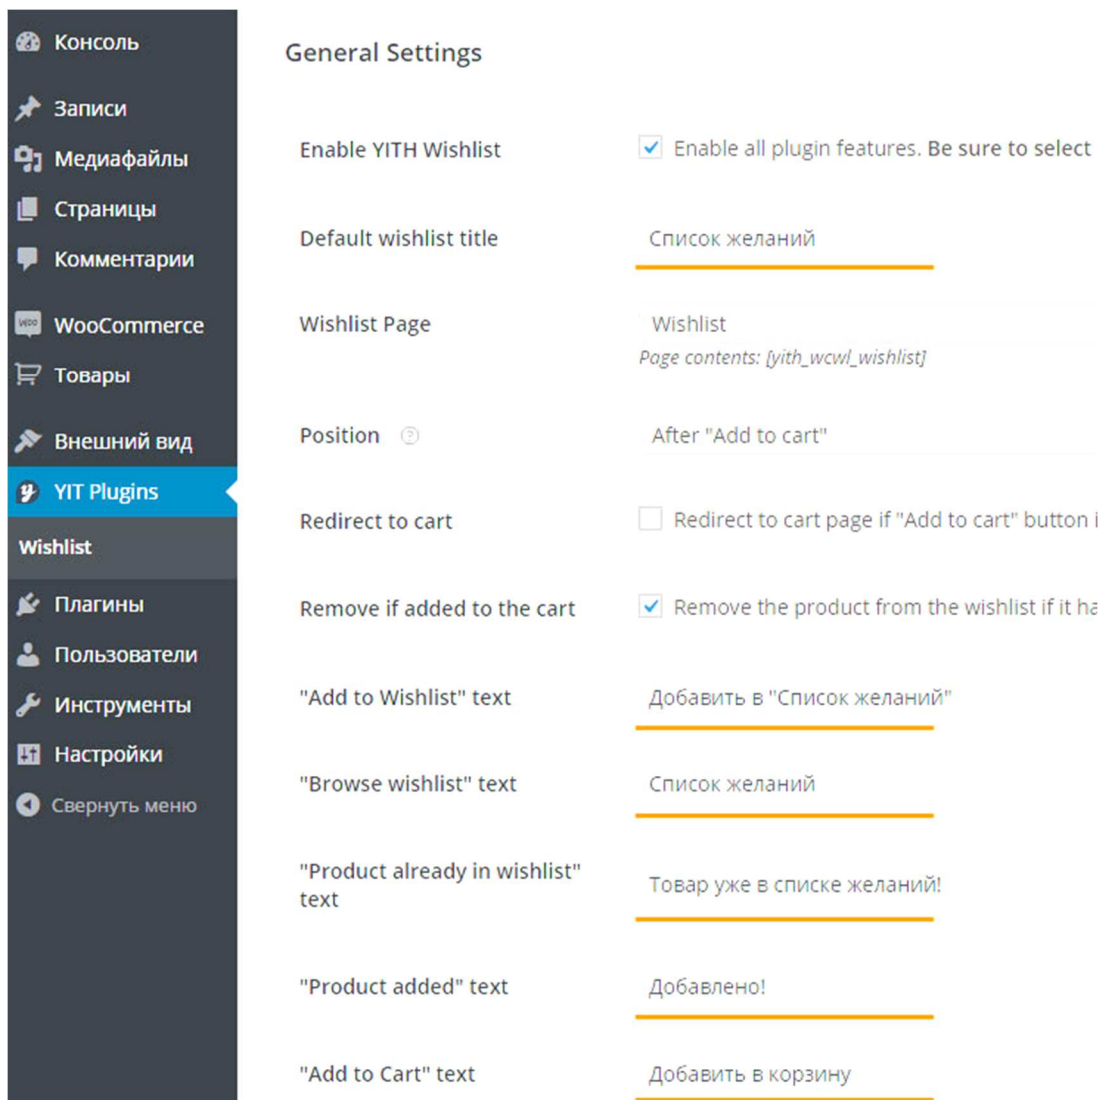 Консоль
Записи
Медиафайлы
Страницы
Комментарии
WooCommerce
Товары
Внешний вид
YIT Plugins
Wishlist
Плагины
Пользователи
Инструменты
Настройки
Свернуть меню
General Settings
Enable YITH Wishlist
Enable all plugin features. Be sure to select
Default wishlist title
Список желаний
Wishlist Page
Wishlist
Page contents: [yith_wcwl_wishlist]
Position
After "Add to cart"
Redirect to cart
Redirect to cart page if "Add to cart" button
Remove if added to the cart
Remove the product from the wishlist if it
"Add to Wishlist" text
Добавить в "Список желаний"
"Browse wishlist" text
Список желаний
"Product already in wishlist"
text
Товар уже в списке желаний!
"Product added" text
Добавлено!
"Add to Cart" text
Добавить в корзину